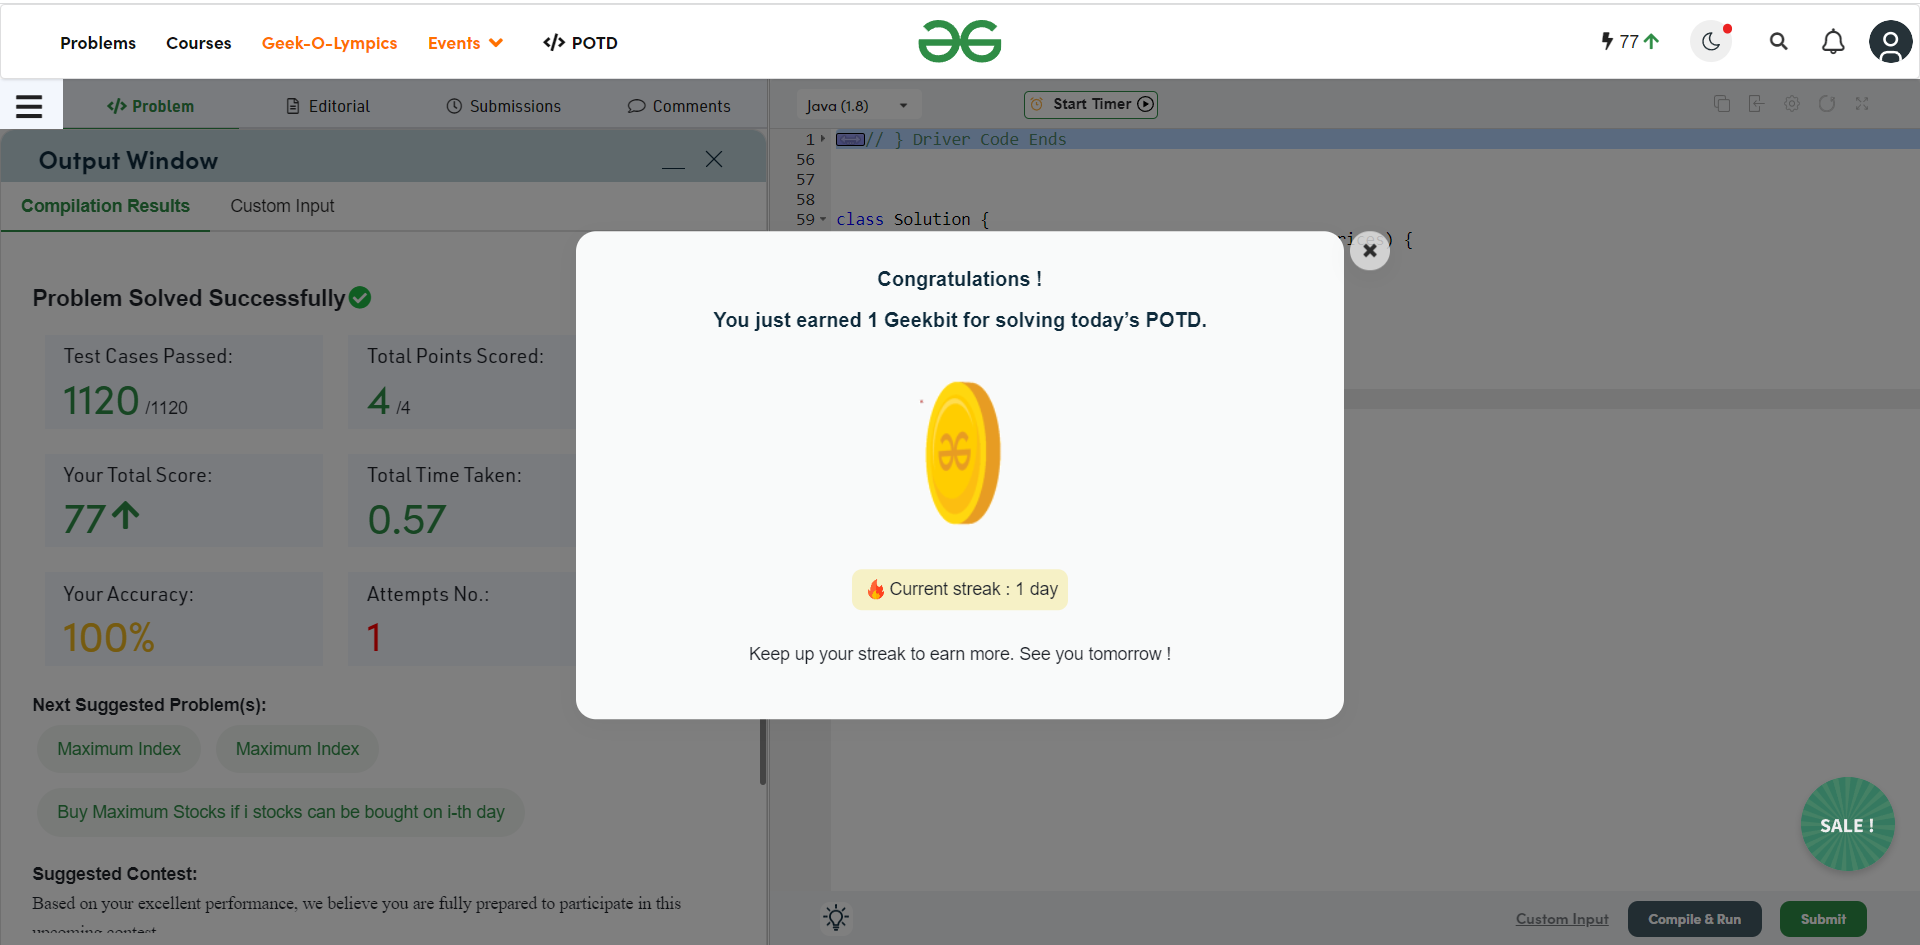 Problems Courses Geek-O-Lympics Events </> POTD
77
</> Problem Editorial Submissions Comments
Java (1.8) Start Timer
Output Window
Compilation Results Custom Input
Problem Solved Successfully
Test Cases Passed:
1120 /1120
Total Points Scored:
4 /4
Your Total Score:
77
Total Time Taken:
0.57
Your Accuracy:
100%
Attempts No.:
1
Next Suggested Problem(s):
Maximum Index Maximum Index
Buy Maximum Stocks if i stocks can be bought on i-th day
Suggested Contest:
Based on your excellent performance, we believe you are fully prepared to participate in this
upcoming contest
1 // } Driver Code Ends
56
57
58
59 class Solution {
) {
Congratulations !
You just earned 1 Geekbit for solving today’s POTD.
Current streak : 1 day
Keep up your streak to earn more. See you tomorrow !
SALE !
Custom Input Compile & Run Submit